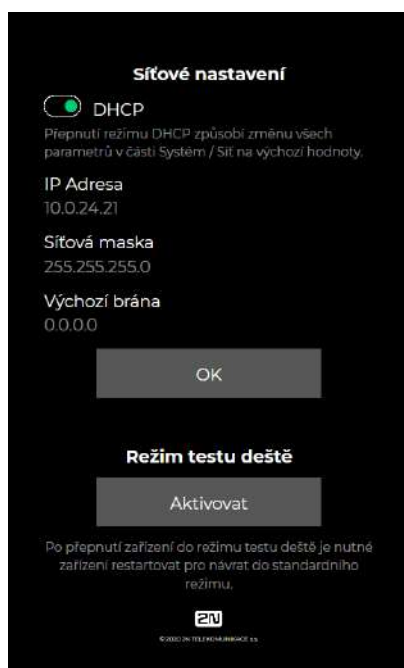 Síťové nastavení
DHCP
Přepnutí režimu DHCP způsobí změnu všech
parametrů v části Systém / Síť na výchozí hodnoty.
IP Adresa
10.0.24.21
Síťová maska
255.255.255.0
Výchozí brána
0.0.0.0
OK
Režim testu deště
Aktivovat
Po přepnutí zařízení do režimu testu deště je nutné
zařízení restartovat pro návrat do standardního
režimu.
2N
2N TELEKOMUNIKACE a.s.